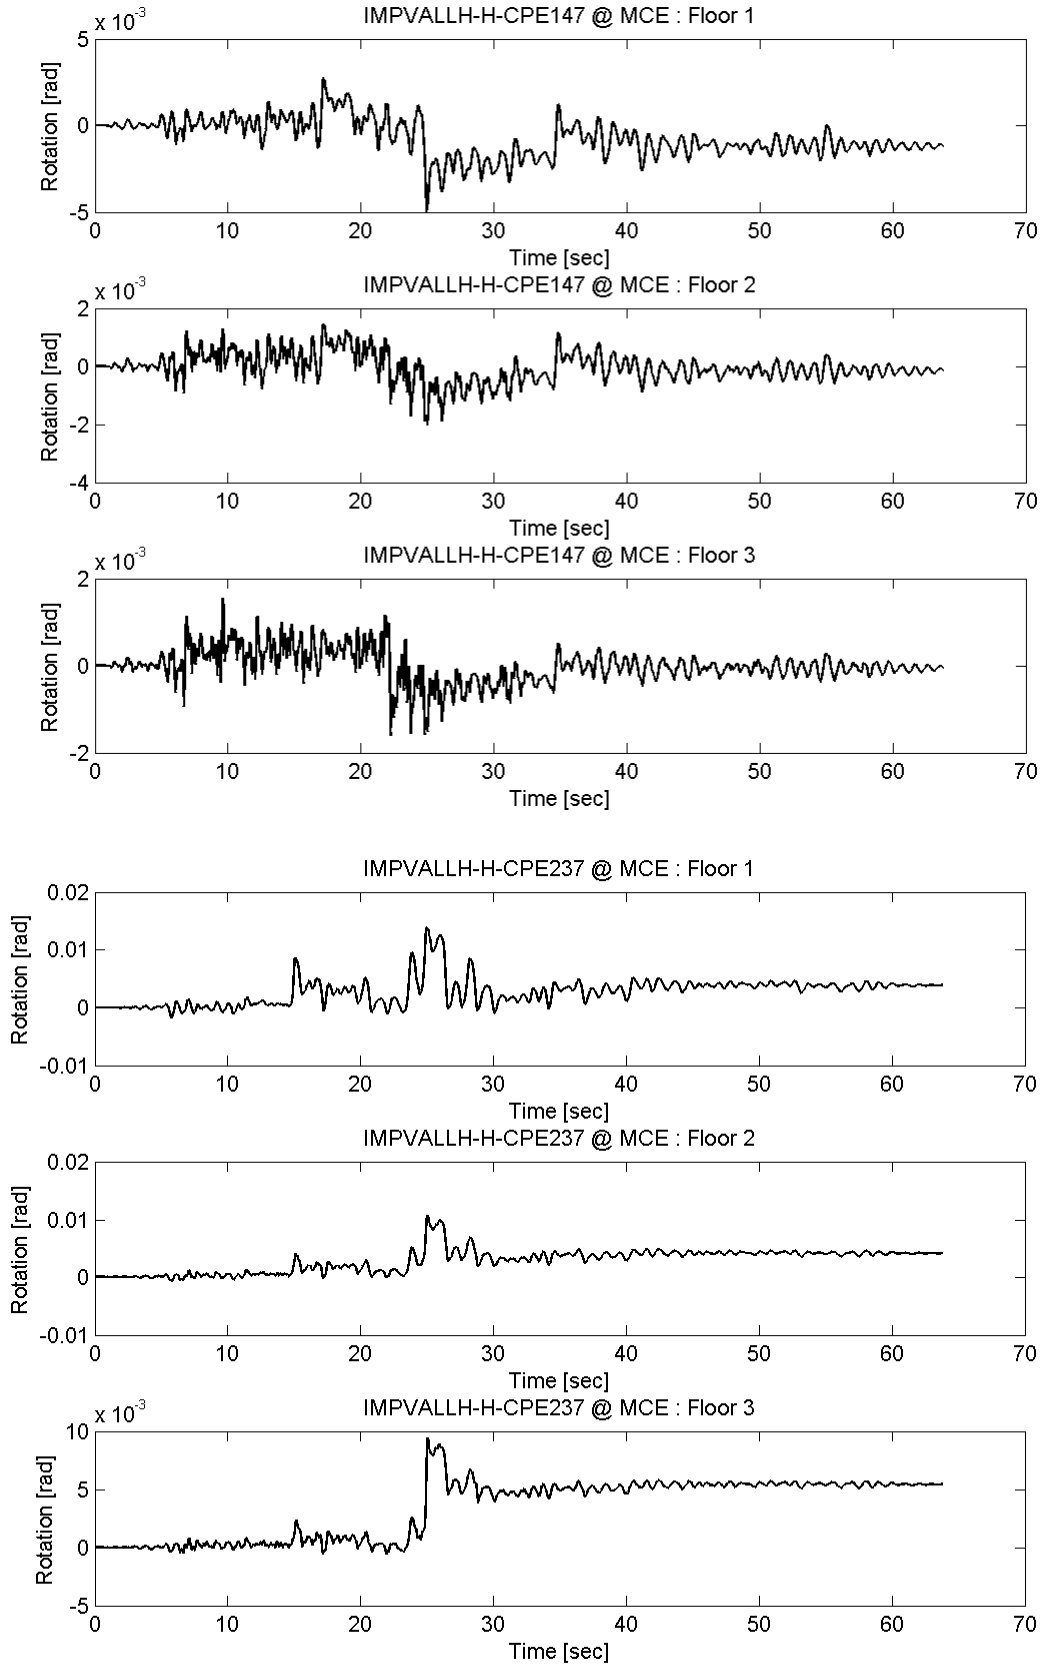 IMPVALLH-H-CPE147 @ MCE : Floor 1
x 10-3
5
0
-5
Rotation [rad]
0 10 20 30 40 50 60 70
Time [sec]
IMPVALLH-H-CPE147 @ MCE : Floor 2
x 10-3
2
0
-2
-4
Rotation [rad]
0 10 20 30 40 50 60 70
Time [sec]
IMPVALLH-H-CPE147 @ MCE : Floor 3
x 10-3
2
0
-2
Rotation [rad]
0 10 20 30 40 50 60 70
Time [sec]
IMPVALLH-H-CPE237 @ MCE : Floor 1
0.02
0.01
0
-0.01
Rotation [rad]
0 10 20 30 40 50 60 70
Time [sec]
IMPVALLH-H-CPE237 @ MCE : Floor 2
0.02
0.01
0
-0.01
Rotation [rad]
0 10 20 30 40 50 60 70
Time [sec]
IMPVALLH-H-CPE237 @ MCE : Floor 3
x 10-3
10
5
0
-5
Rotation [rad]
0 10 20 30 40 50 60 70
Time [sec]